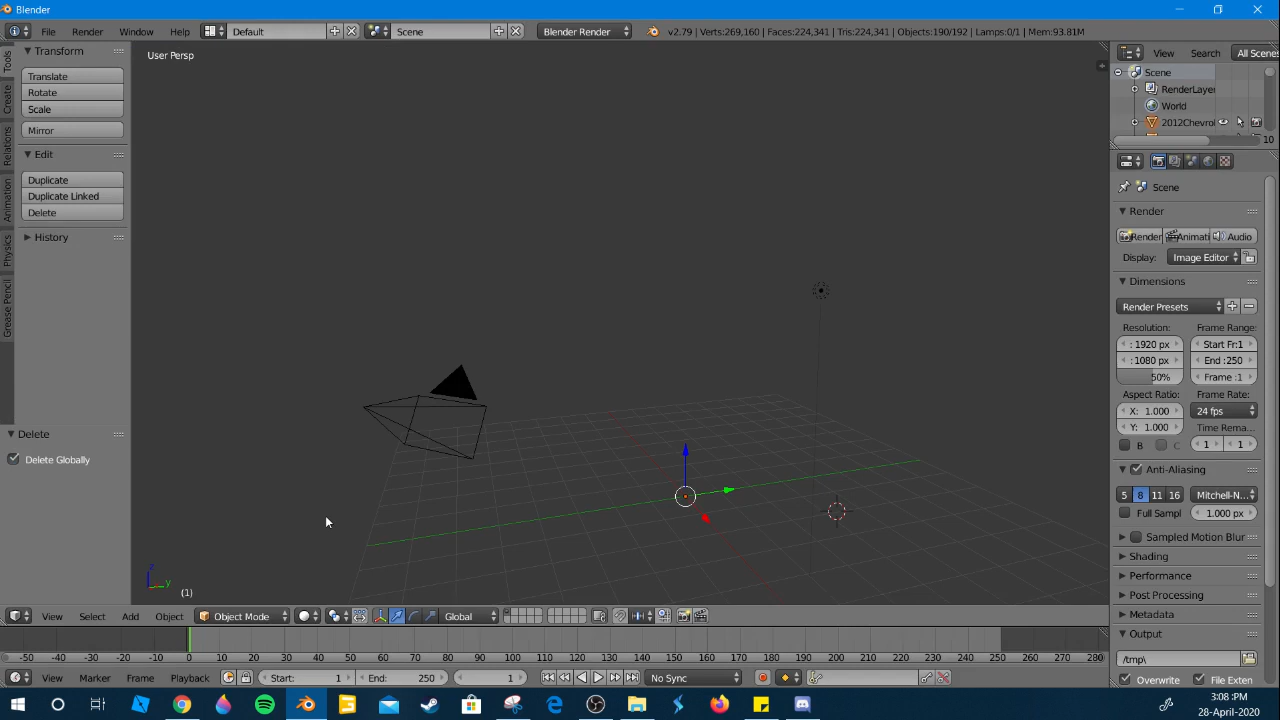 Blender
File Render Window Help Default Scene Blender Render v2.79 | Verts:269,160 | Faces:224,341 | Tris:224,341 | Objects:190/192 | Lamps:0/1 | Mem:93.81M
Tools
Create
Relations
Animation
Physics
Grease Pencil
Transform
Translate
Rotate
Scale
Mirror
Edit
Duplicate
Duplicate Linked
Delete
History
Delete
Delete Globally
User Persp
z
y
(1)
View Search All Scenes
Scene
RenderLayer
World
2012Chevrol
10
Scene
Render
Render Animati Audio
Display: Image Editor
Dimensions
Render Presets
Resolution: Frame Range:
: 1920 px Start Fr:1
: 1080 px End :250
50% Frame :1
Aspect Ratio: Frame Rate:
X: 1.000 24 fps
Y: 1.000 Time Rema...
B C 1 1
Anti-Aliasing
5 8 11 16 Mitchell-N...
Full Sampl 1.000 px
Sampled Motion Blur
Shading
Performance
Post Processing
Metadata
Output
/tmp\
Overwrite File Exten
View Select Add Object Object Mode Global
-50 -40 -30 -20 -10 0 10 20 30 40 50 60 70 80 90 100 110 120 130 140 150 160 170 180 190 200 210 220 230 240 250 260 270 280
View Marker Frame Playback Start: 1 End: 250 1 No Sync
3:08 :PM
28-April-2020